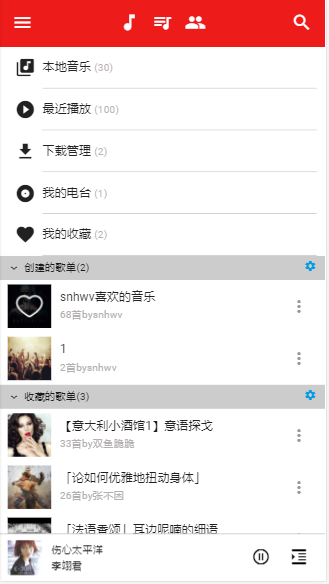 本地音乐 (30)
最近播放 (100)
下载管理 (2)
我的电台 (1)
我的收藏 (2)
创建的歌单(2)
snhwv喜欢的音乐
68首bysnhwv
1
2首bysnhwv
收藏的歌单(3)
【意大利小酒馆1】意语探戈
33首by双鱼脆脆
「论如何优雅地扭动身体」
26首by张不困
「法语香颂」耳边呢喃的细语
伤心太平洋
李翊君